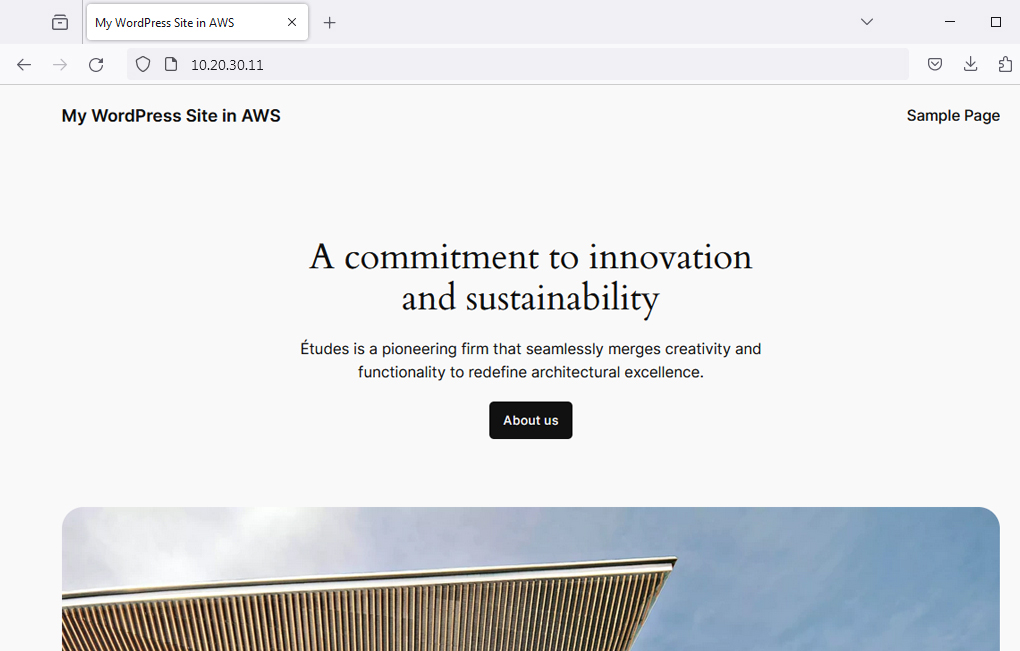 My WordPress Site in AWS
10.20.30.11
My WordPress Site in AWS
Sample Page
A commitment to innovation
and sustainability
Études is a pioneering firm that seamlessly merges creativity and
functionality to redefine architectural excellence.
About us